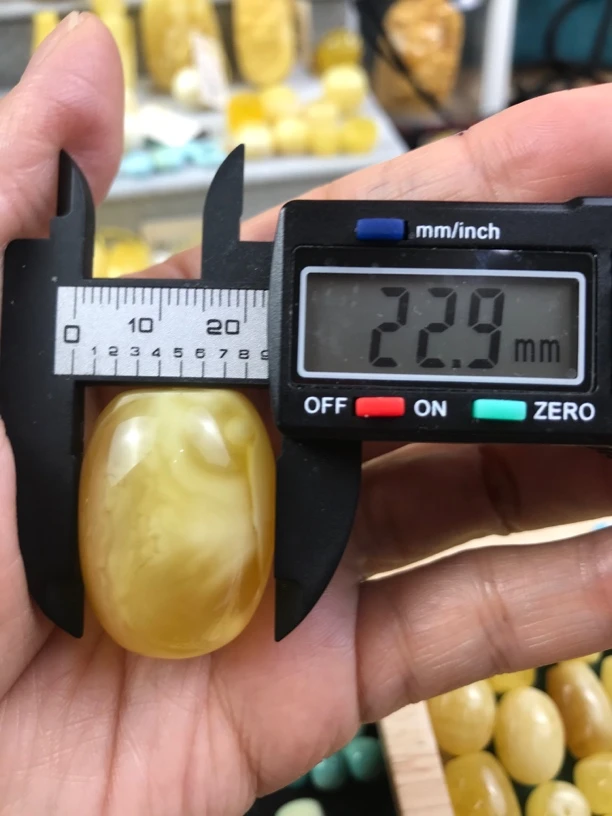 mm/inch
22.9 mm
OFF ON ZERO
0 10 20
1 2 3 4 5 6 7 8 9